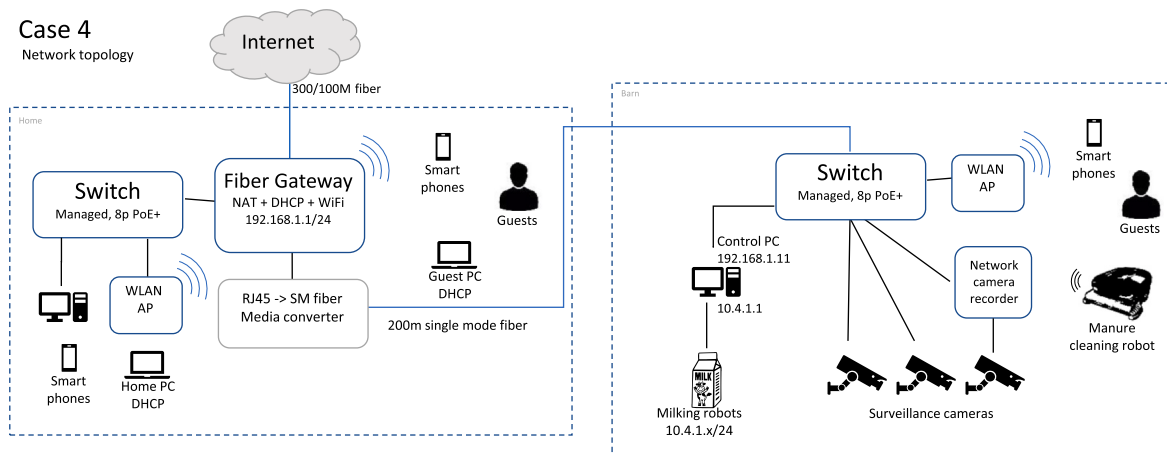 Case 4
Network topology
Internet
300/100M fiber
Home
Switch
Managed, 8p PoE+
Fiber Gateway
NAT + DHCP + WiFi
192.168.1.1/24
Smart
phones
Guests
WLAN
AP
RJ45 -> SM fiber
Media converter
Guest PC
DHCP
200m single mode fiber
Smart
phones
Home PC
DHCP
Barn
Switch
Managed, 8p PoE+
WLAN
AP
Smart
phones
Guests
Control PC
192.168.1.11
10.4.1.1
Network
camera
recorder
Manure
cleaning robot
MILK
Milking robots
10.4.1.x/24
Surveillance cameras